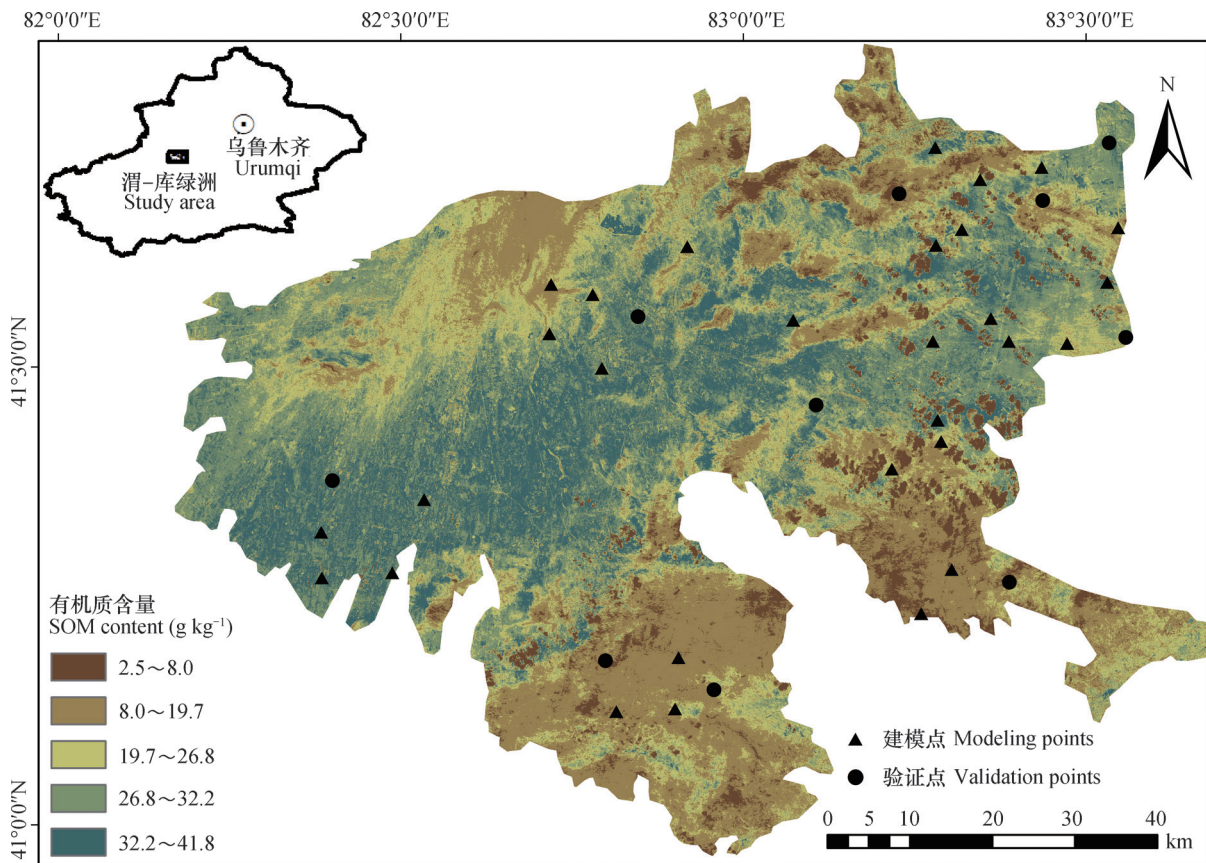 82°0′0″E
82°30′0″E
83°0′0″E
83°30′0″E
N
乌鲁木齐
Urumqi
渭-库绿洲
Study area
41°30′0″N
41°0′0″N
有机质含量
SOM content (g kg⁻¹)
2.5～8.0
8.0～19.7
19.7～26.8
26.8～32.2
32.2～41.8
建模点 Modeling points
验证点 Validation points
0 5 10 20 30 40
km